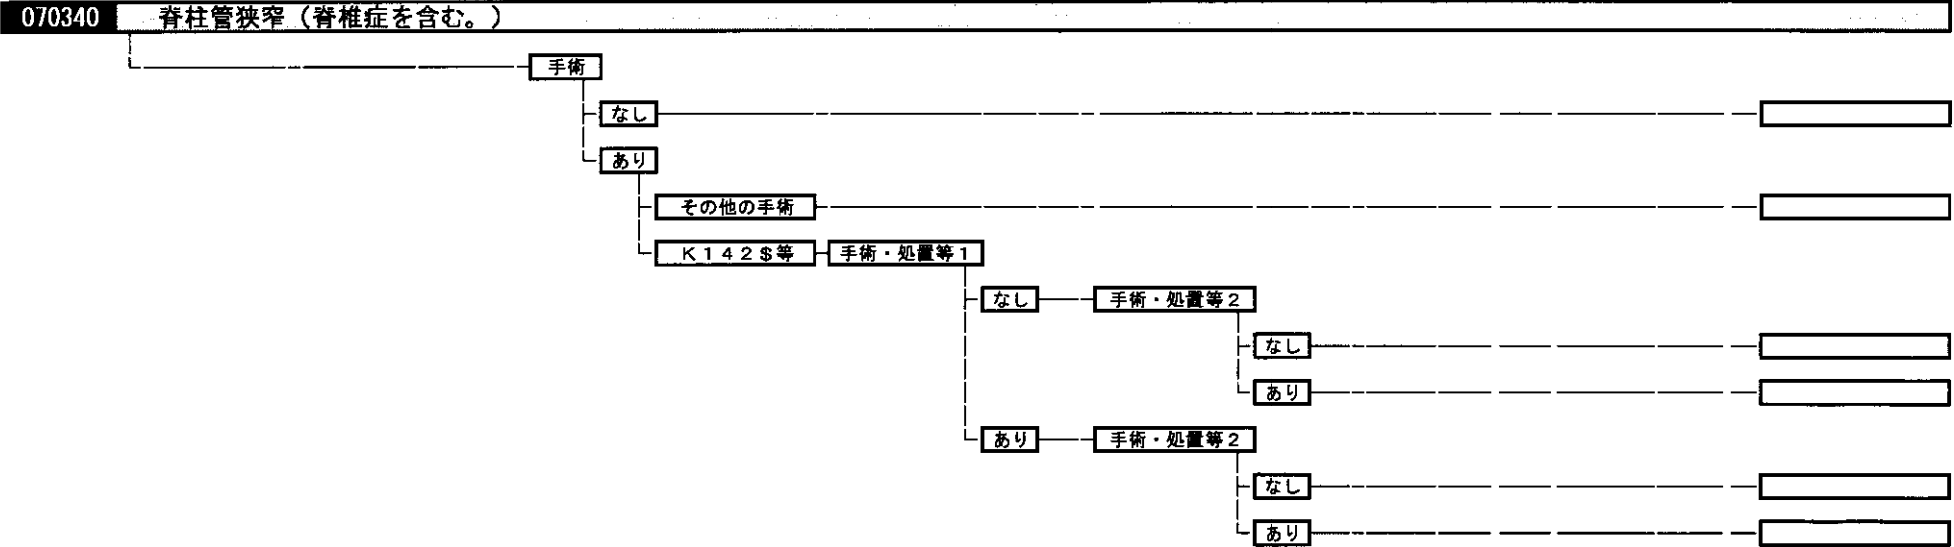 070340 脊柱管狭窄（脊椎症を含む。）
手術
なし
あり
その他の手術
Ｋ１４２＄等 手術・処置等１
なし 手術・処置等２
なし
あり
あり 手術・処置等２
なし
あり